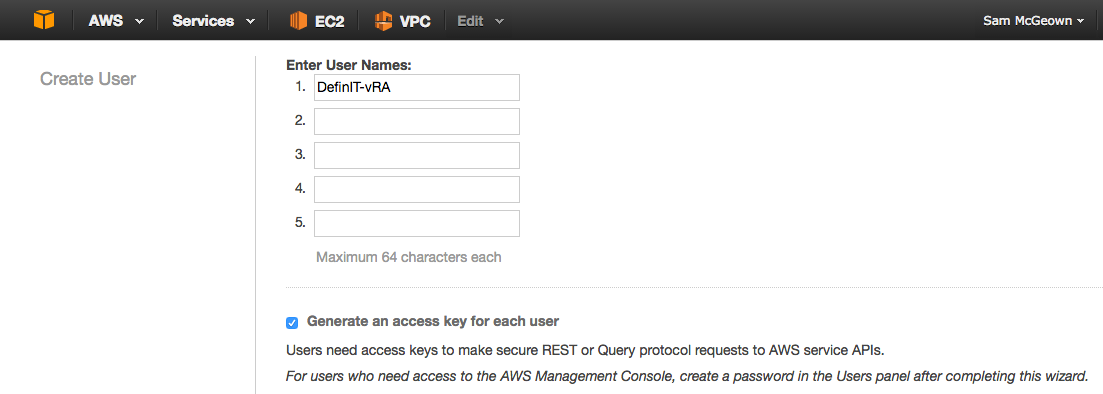 AWS Services EC2 VPC Edit Sam McGeown
Create User
Enter User Names:
1. DefinIT-vRA
2.
3.
4.
5.
Maximum 64 characters each
Generate an access key for each user
Users need access keys to make secure REST or Query protocol requests to AWS service APIs.
For users who need access to the AWS Management Console, create a password in the Users panel after completing this wizard.